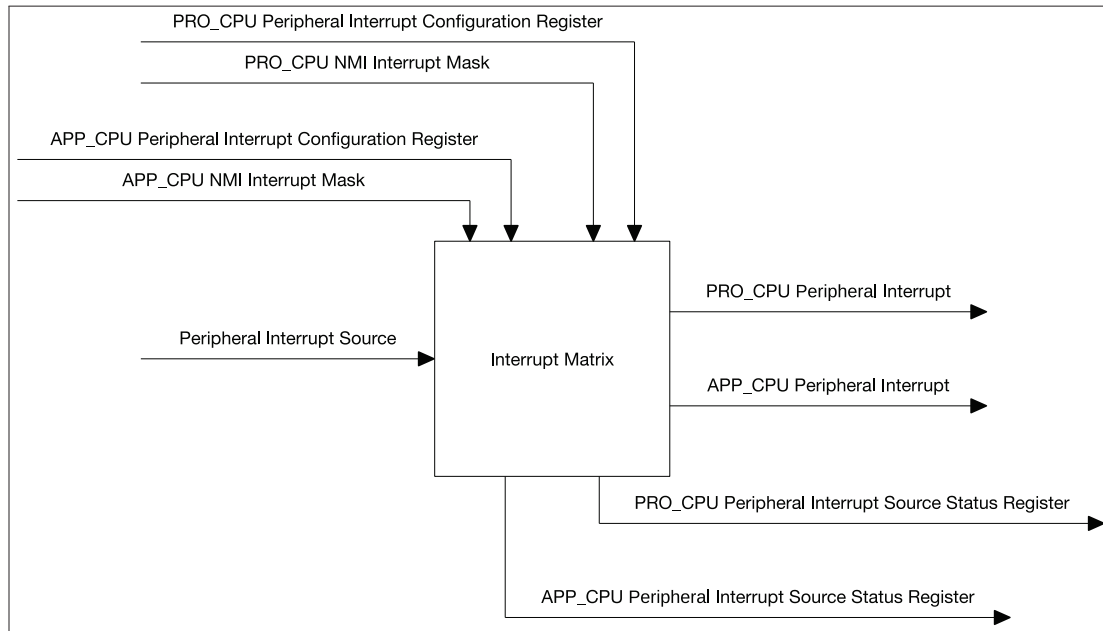 PRO_CPU Peripheral Interrupt Configuration Register
PRO_CPU NMI Interrupt Mask
APP_CPU Peripheral Interrupt Configuration Register
APP_CPU NMI Interrupt Mask
PRO_CPU Peripheral Interrupt
Peripheral Interrupt Source
Interrupt Matrix
APP_CPU Peripheral Interrupt
PRO_CPU Peripheral Interrupt Source Status Register
APP_CPU Peripheral Interrupt Source Status Register